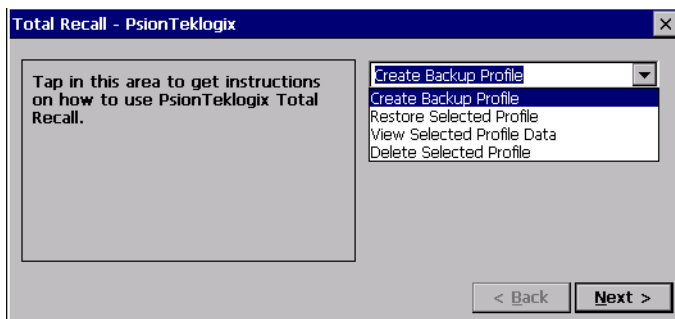 Total Recall - PsionTeklogix
Tap in this area to get instructions
on how to use PsionTeklogix Total
Recall.
Create Backup Profile
Create Backup Profile
Restore Selected Profile
View Selected Profile Data
Delete Selected Profile
< Back
Next >